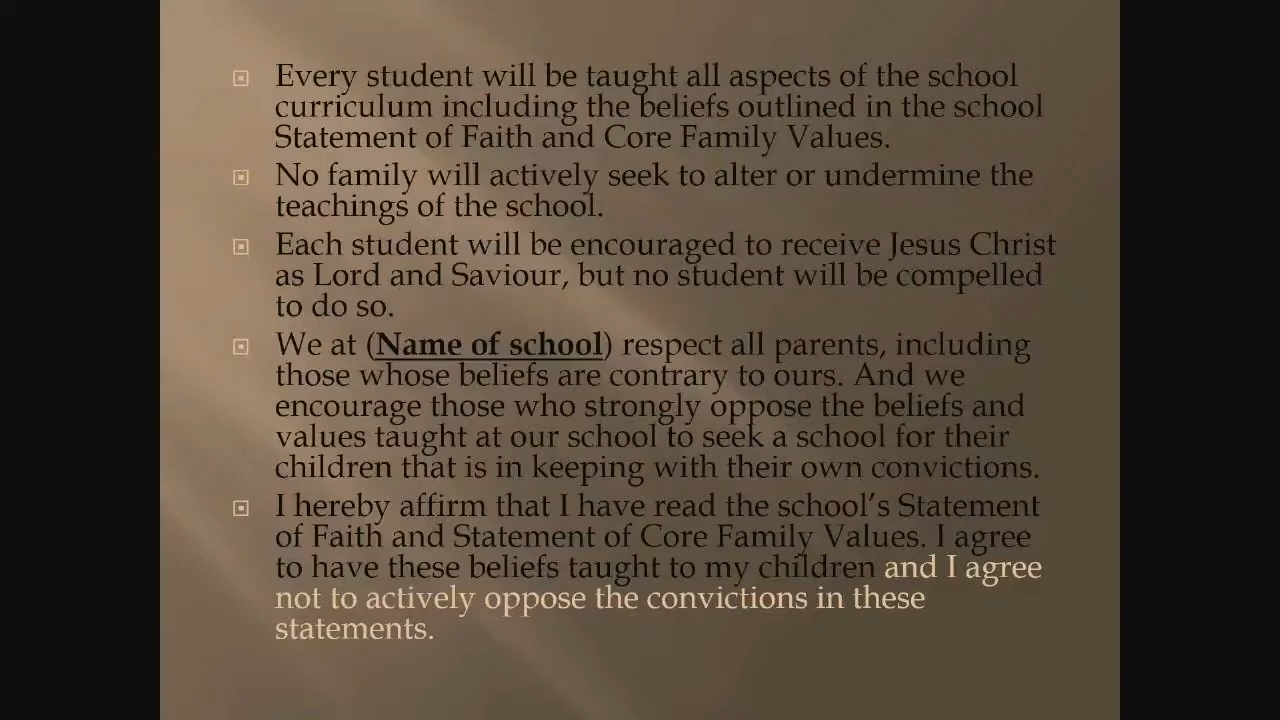 Every student will be taught all aspects of the school
curriculum including the beliefs outlined in the school
Statement of Faith and Core Family Values.
No family will actively seek to alter or undermine the
teachings of the school.
Each student will be encouraged to receive Jesus Christ
as Lord and Saviour, but no student will be compelled
to do so.
We at (Name of school) respect all parents, including
those whose beliefs are contrary to ours. And we
encourage those who strongly oppose the beliefs and
values taught at our school to seek a school for their
children that is in keeping with their own convictions.
I hereby affirm that I have read the school’s Statement
of Faith and Statement of Core Family Values. I agree
to have these beliefs taught to my children and I agree
not to actively oppose the convictions in these
statements.